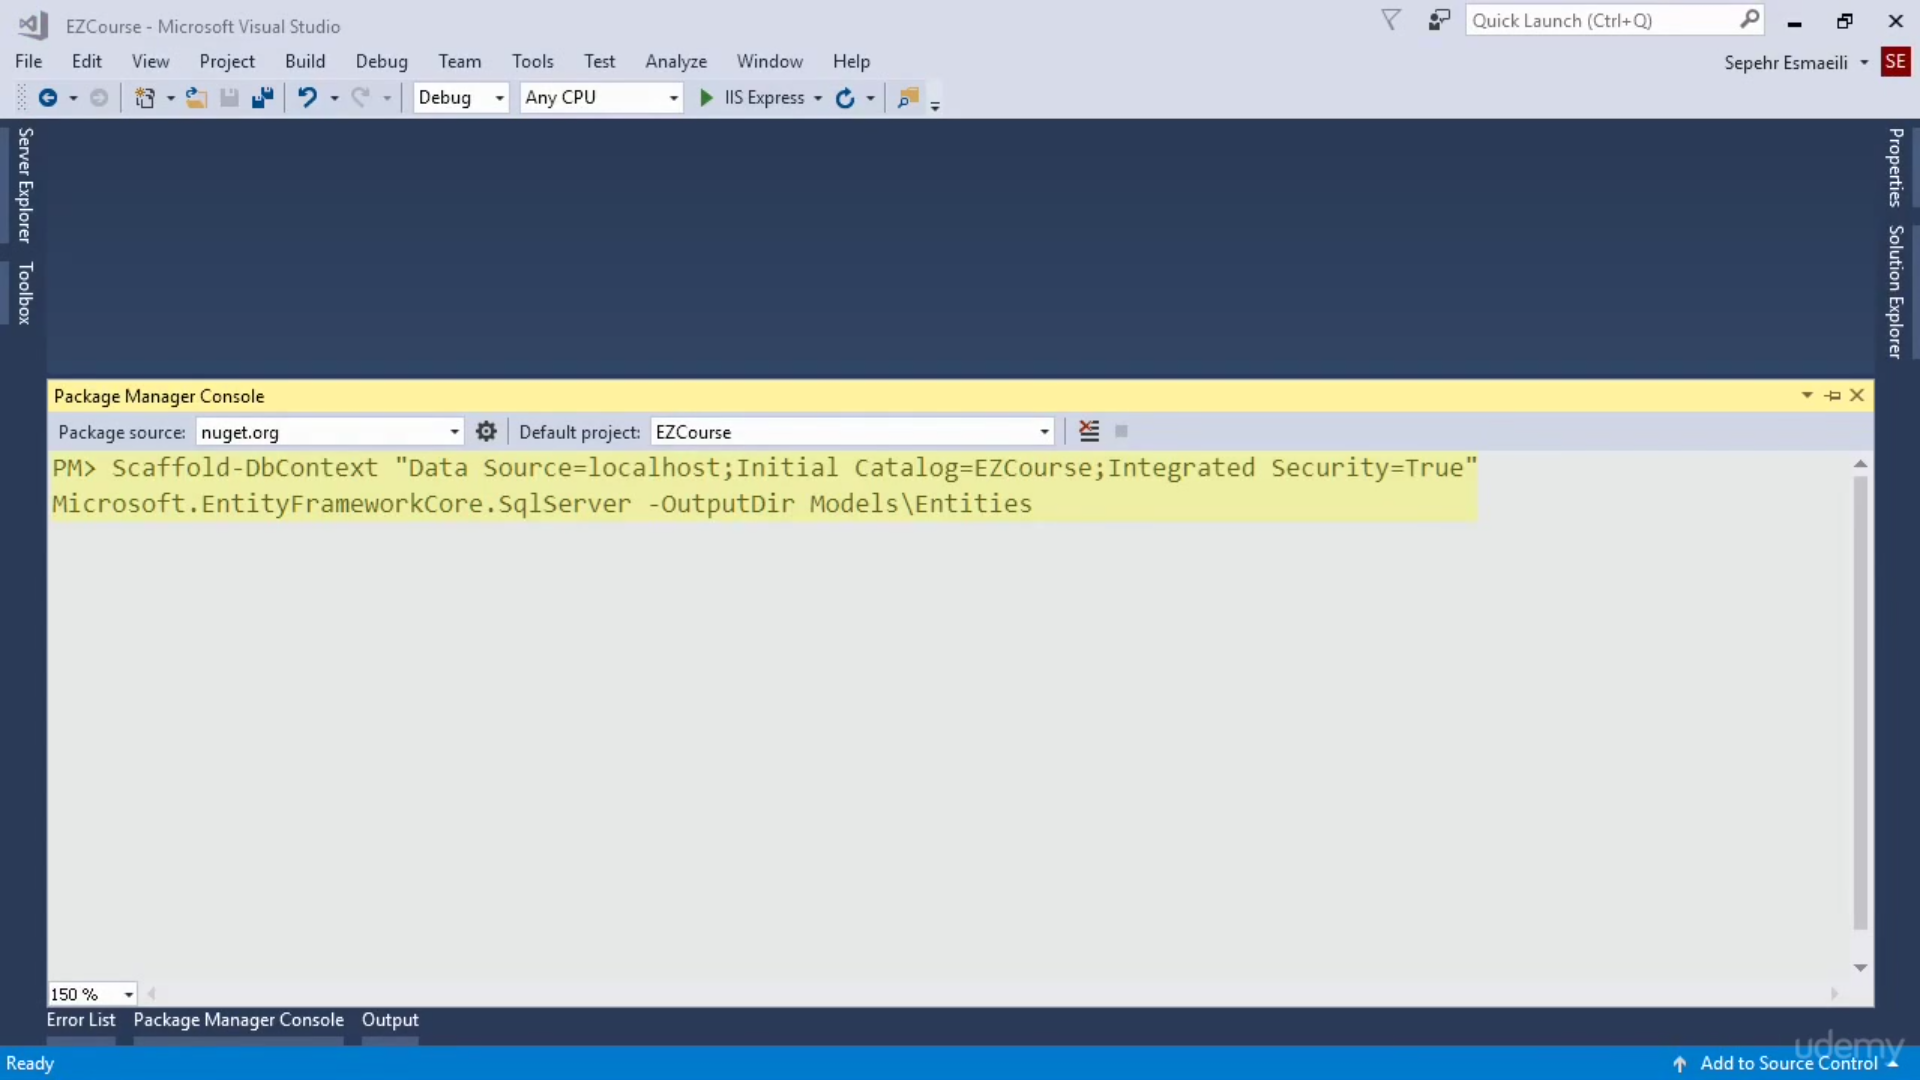 EZCourse - Microsoft Visual Studio
Quick Launch (Ctrl+Q)
File Edit View Project Build Debug Team Tools Test Analyze Window Help
Sepehr Esmaeili SE
Debug Any CPU IIS Express
Server Explorer
Toolbox
Properties
Solution Explorer
Package Manager Console
Package source: nuget.org Default project: EZCourse
PM> Scaffold-DbContext "Data Source=localhost;Initial Catalog=EZCourse;Integrated Security=True"
Microsoft.EntityFrameworkCore.SqlServer -OutputDir Models\Entities
150 %
Error List Package Manager Console Output
udemy
Ready Add to Source Control